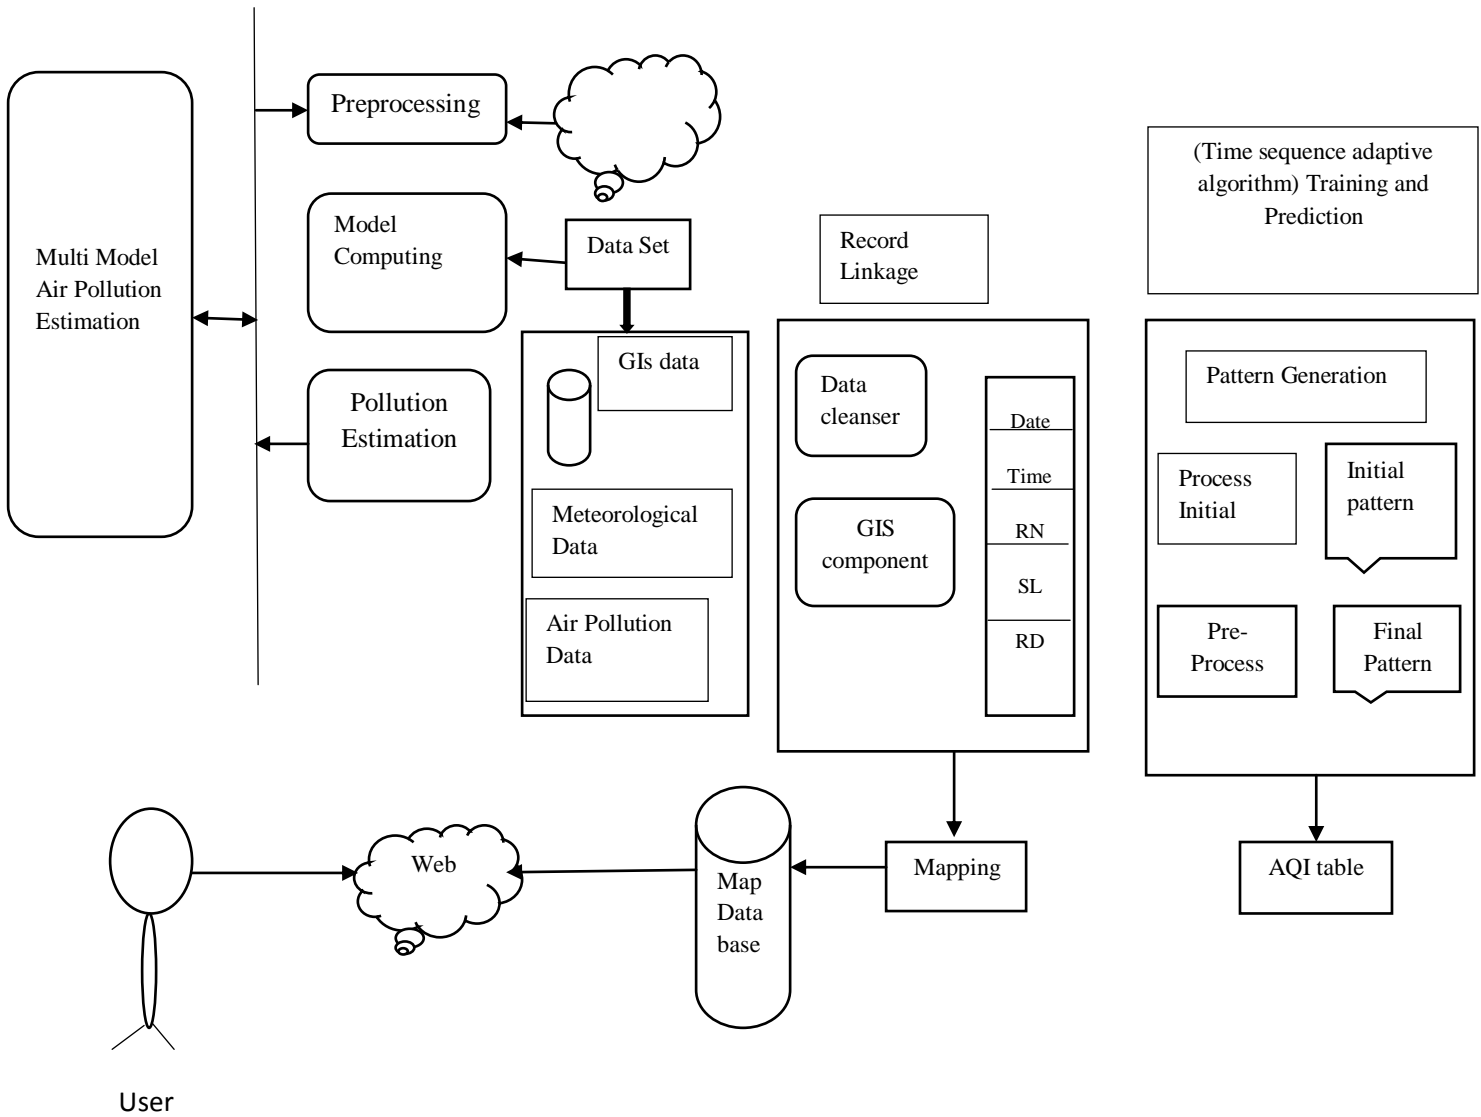 Preprocessing
Multi Model
Air Pollution
Estimation
Model
Computing
Pollution
Estimation
Data Set
GIs data
Meteorological
Data
Air Pollution
Data
Record
Linkage
Data
cleanser
GIS
component
Date
Time
RN
SL
RD
(Time sequence adaptive
algorithm) Training and
Prediction
Pattern Generation
Process
Initial
Initial
pattern
Pre-
Process
Final
Pattern
Web
Map
Data
base
Mapping
AQI table
User